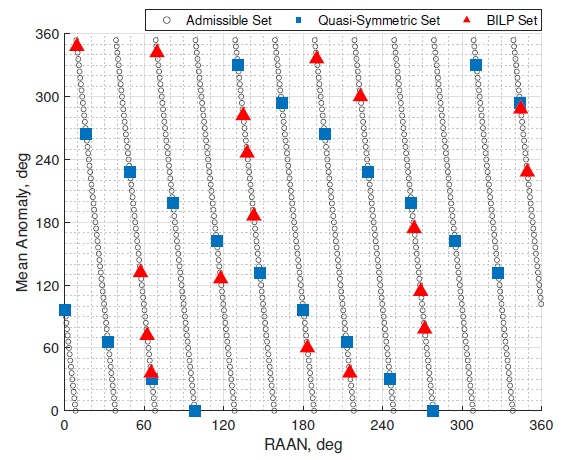 Admissible Set Quasi-Symmetric Set BILP Set
360
300
240
180
120
60
0
Mean Anomaly, deg
0 60 120 180 240 300 360
RAAN, deg